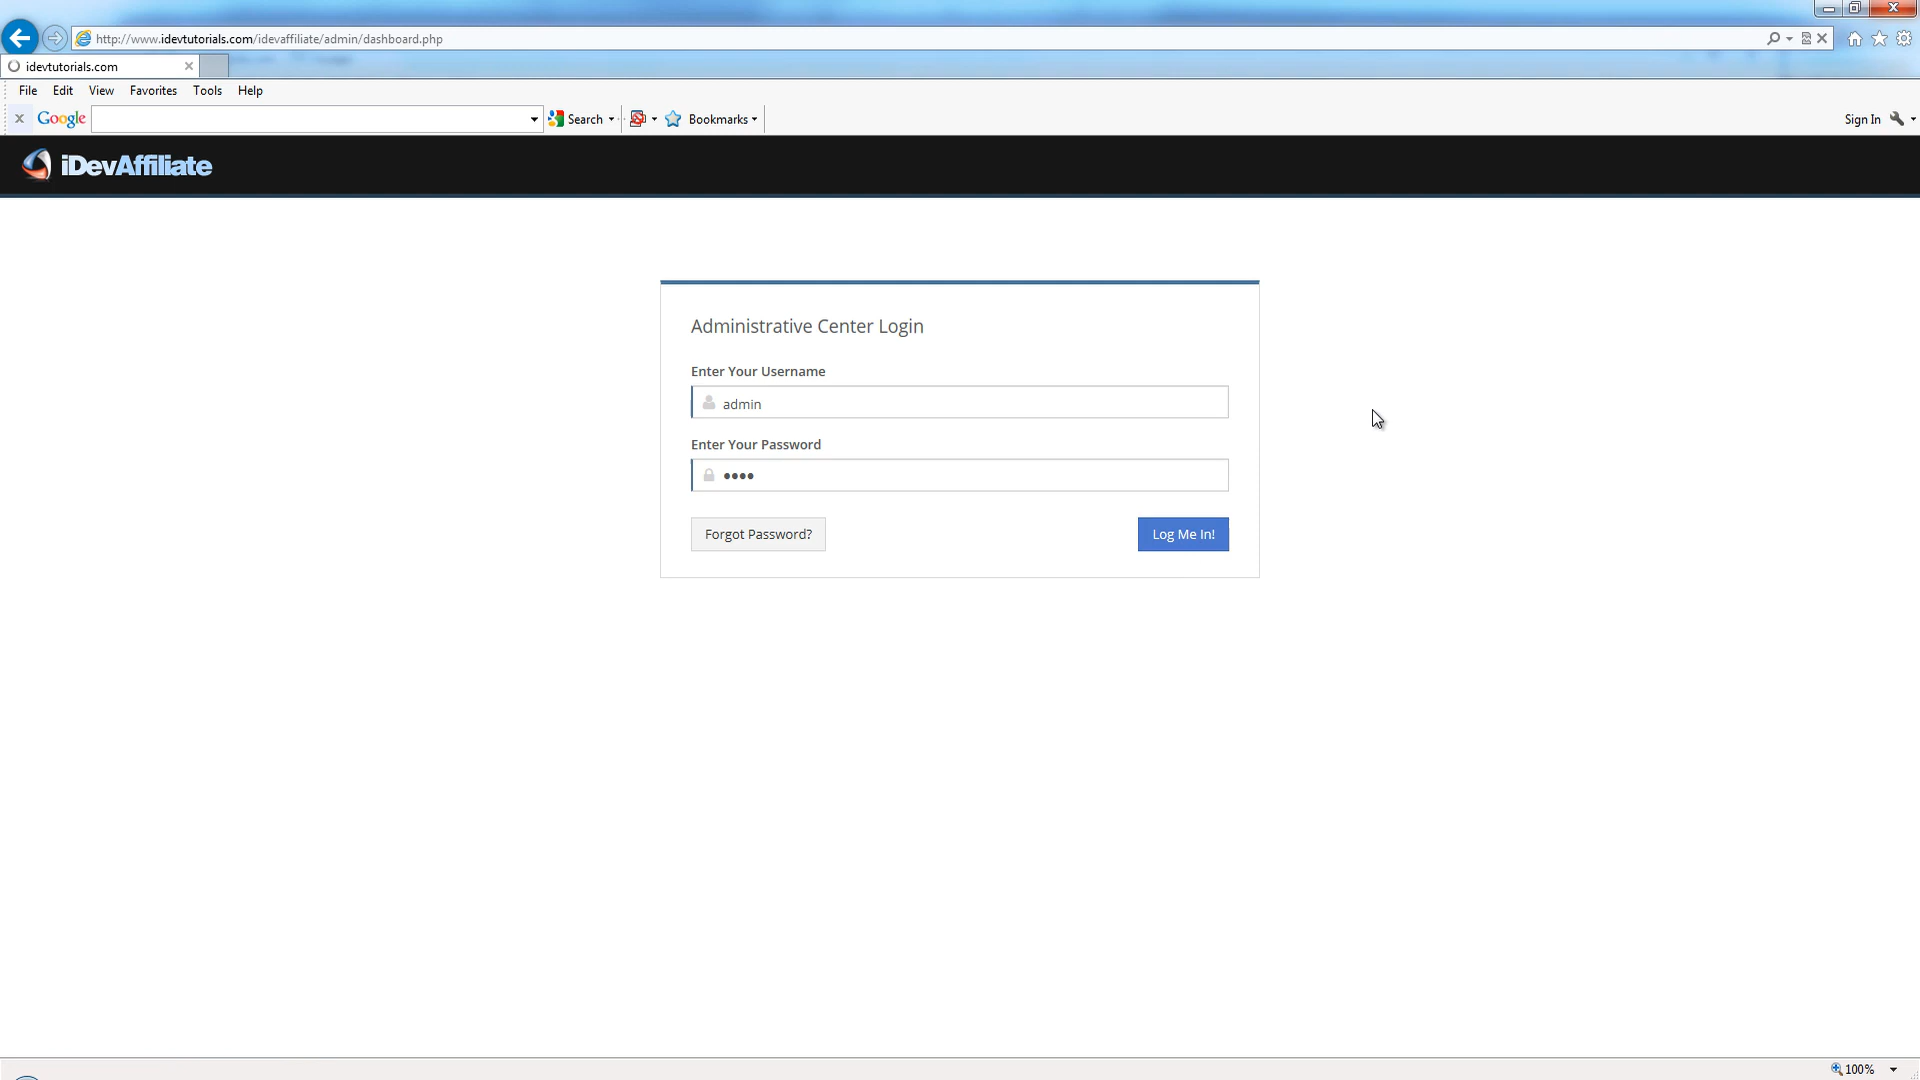 http://www.idevtutorials.com/idevaffiliate/admin/dashboard.php
idevtutorials.com
File Edit View Favorites Tools Help
Google Search Bookmarks Sign In
iDevAffiliate
Administrative Center Login
Enter Your Username
admin
Enter Your Password
••••
Forgot Password? Log Me In!
100%